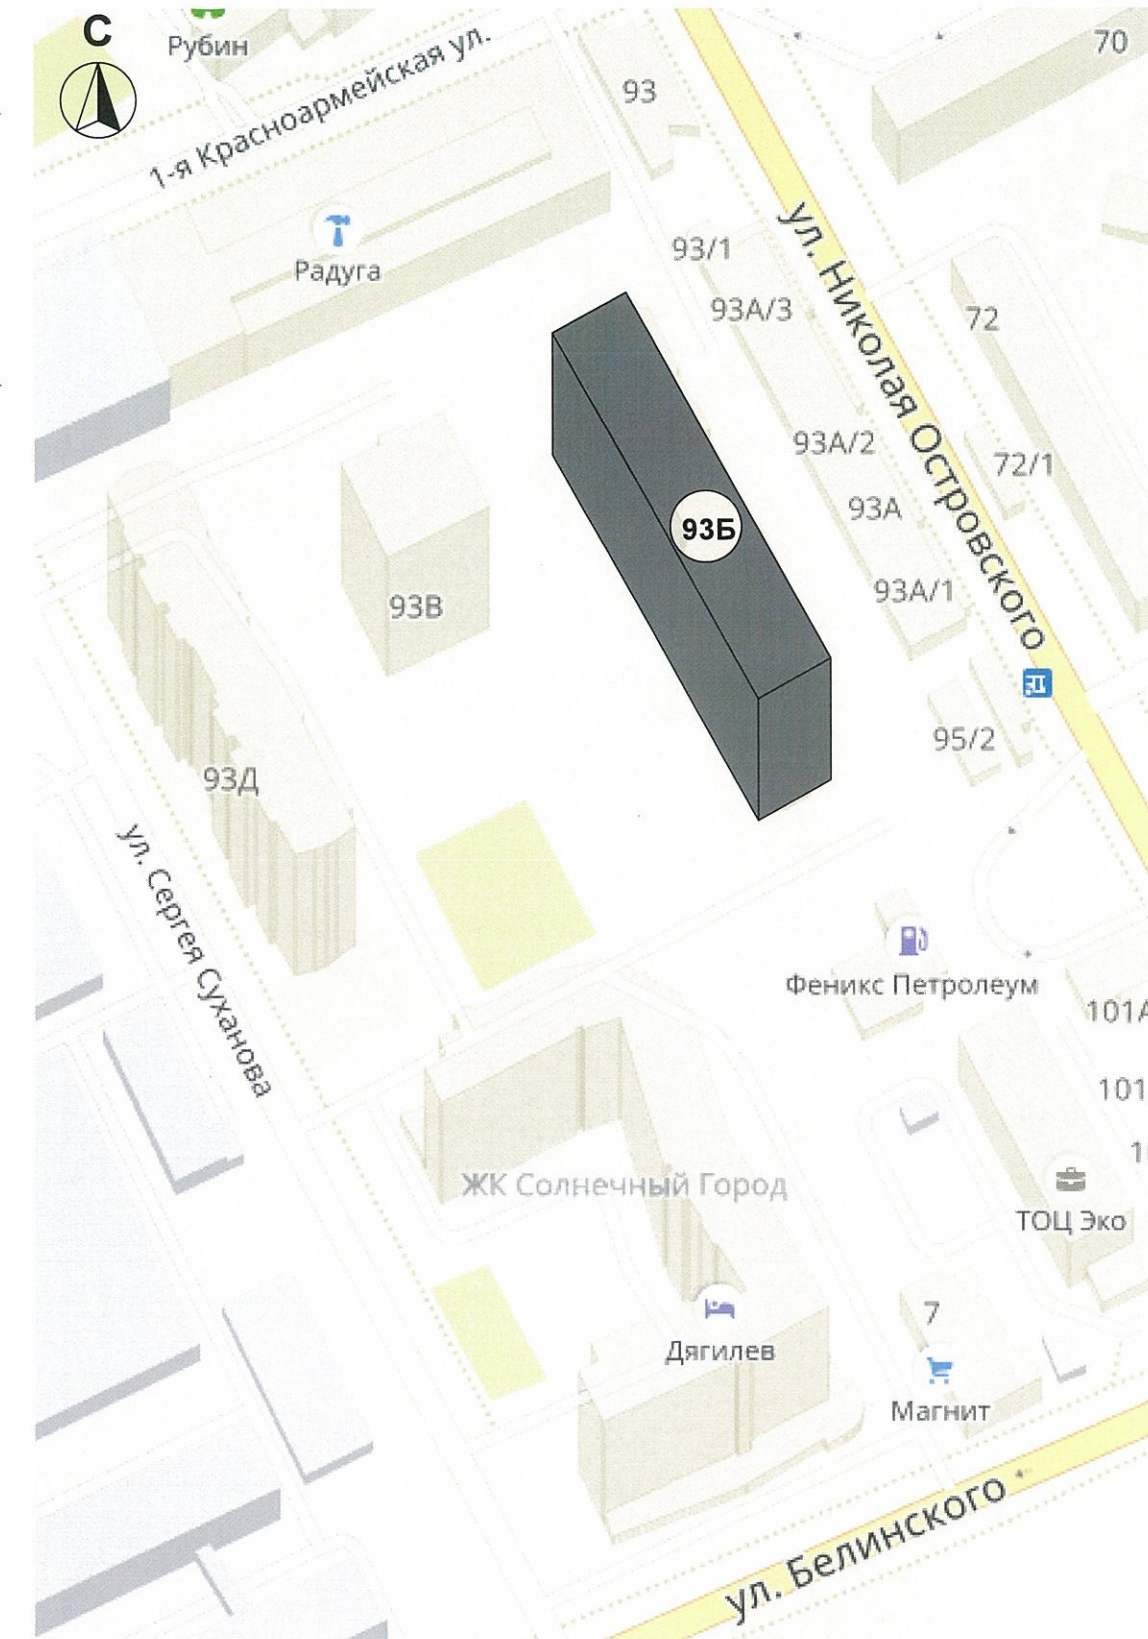 С
Рубин
1-я Красноармейская ул.
93
70
Радуга
93/1
93А/3
ул. Николая Островского
72
93А/2
72/1
93А
93Б
93А/1
93В
95/2
93Д
ул. Сергея Суханова
Феникс Петролеум
101А
101
1
ЖК Солнечный Город
ТОЦ Эко
7
Дягилев
Магнит
ул. Белинского